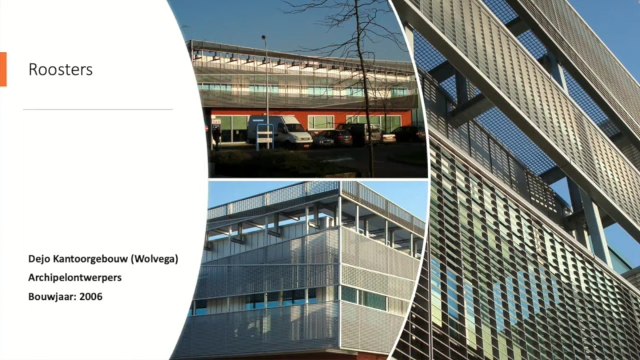 Roosters
Dejo Kantoorgebouw (Wolvega)
Archipelontwerpers
Bouwjaar: 2006